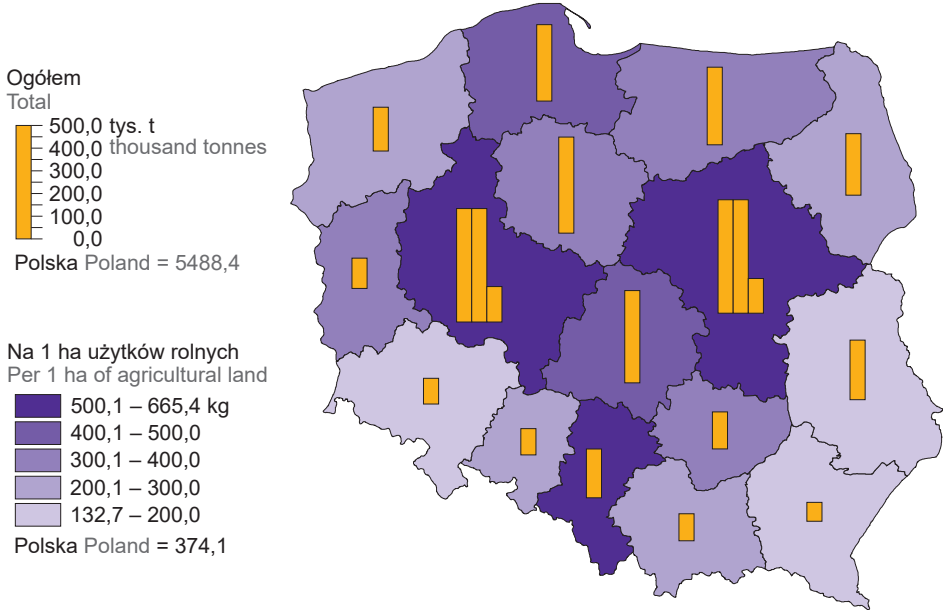 Ogółem
Total
500,0 tys. t
400,0 thousand tonnes
300,0
200,0
100,0
0,0
Polska Poland = 5488,4
Na 1 ha użytków rolnych
Per 1 ha of agricultural land
500,1 – 665,4 kg
400,1 – 500,0
300,1 – 400,0
200,1 – 300,0
132,7 – 200,0
Polska Poland = 374,1